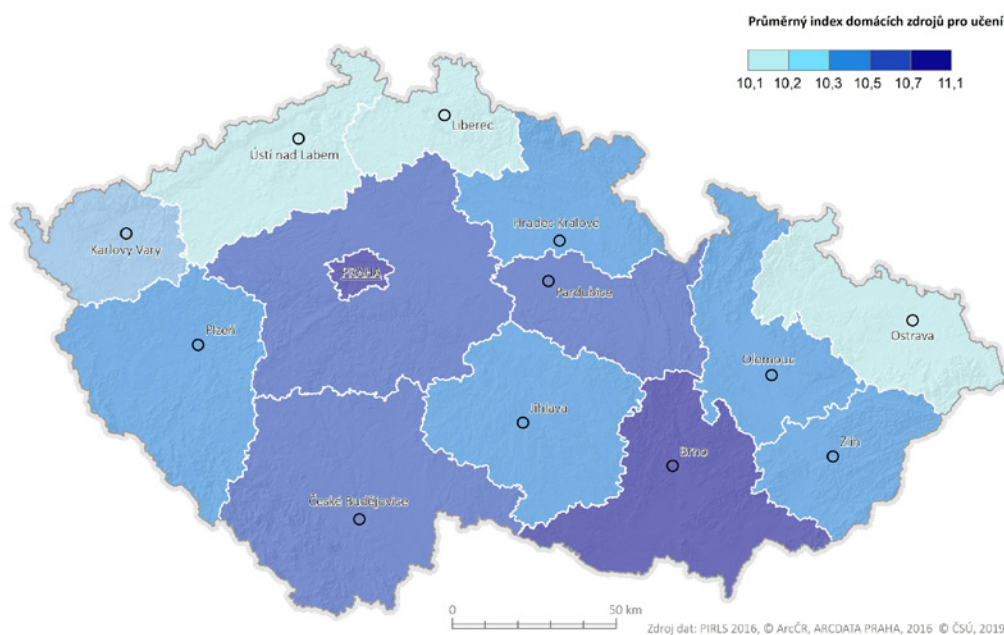 Průměrný index domácích zdrojů pro učení
10,1 10,2 10,3 10,5 10,7 11,1
Liberec
Ústí nad Labem
Hradec Králové
Karlovy Vary
PRAHA
Pardubice
Ostrava
Plzeň
Olomouc
Jihlava
Zlín
Brno
České Budějovice
0 50 km
Zdroj dat: PIRLS 2016, © ArcČR, ARCDATA PRAHA, 2016 © ČSÚ, 2019